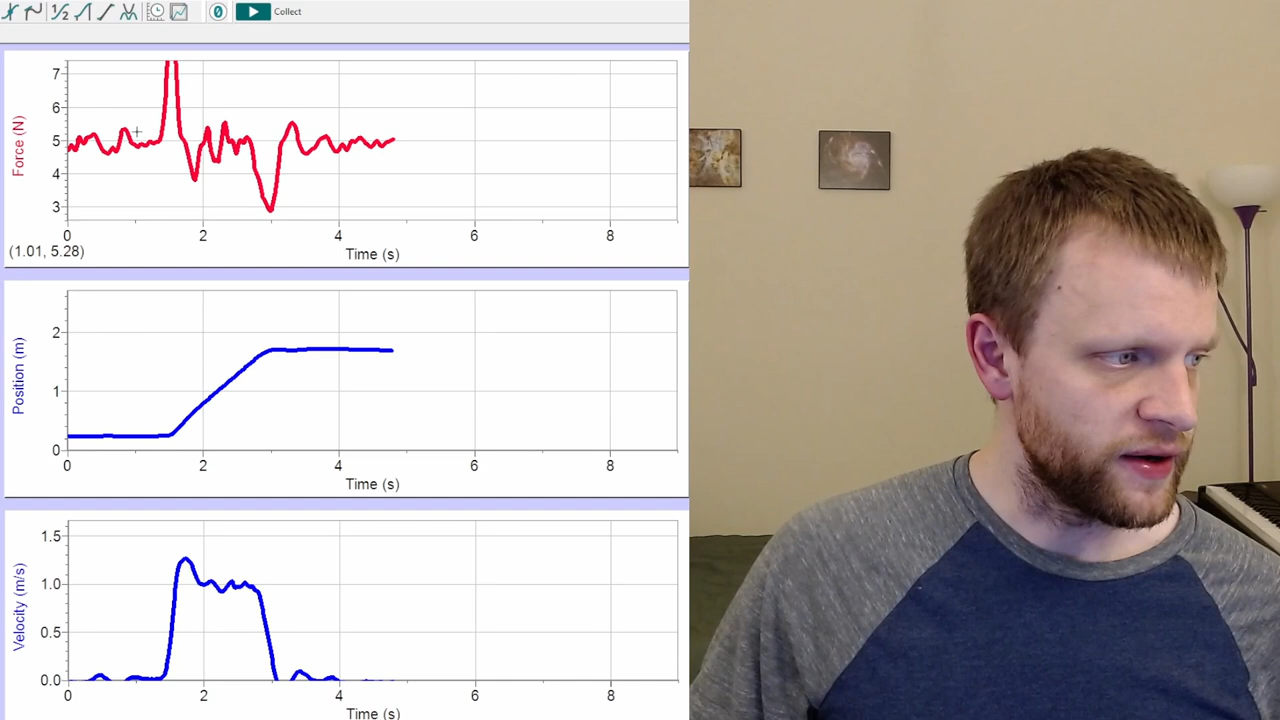 ½ 0 Collect
7
6
5
4
3
Force (N)
0 2 4 6 8
(1.01, 5.28)
Time (s)
2
1
0
Position (m)
0 2 4 6 8
Time (s)
1.5
1.0
0.5
0.0
Velocity (m/s)
0 2 4 6 8
Time (s)